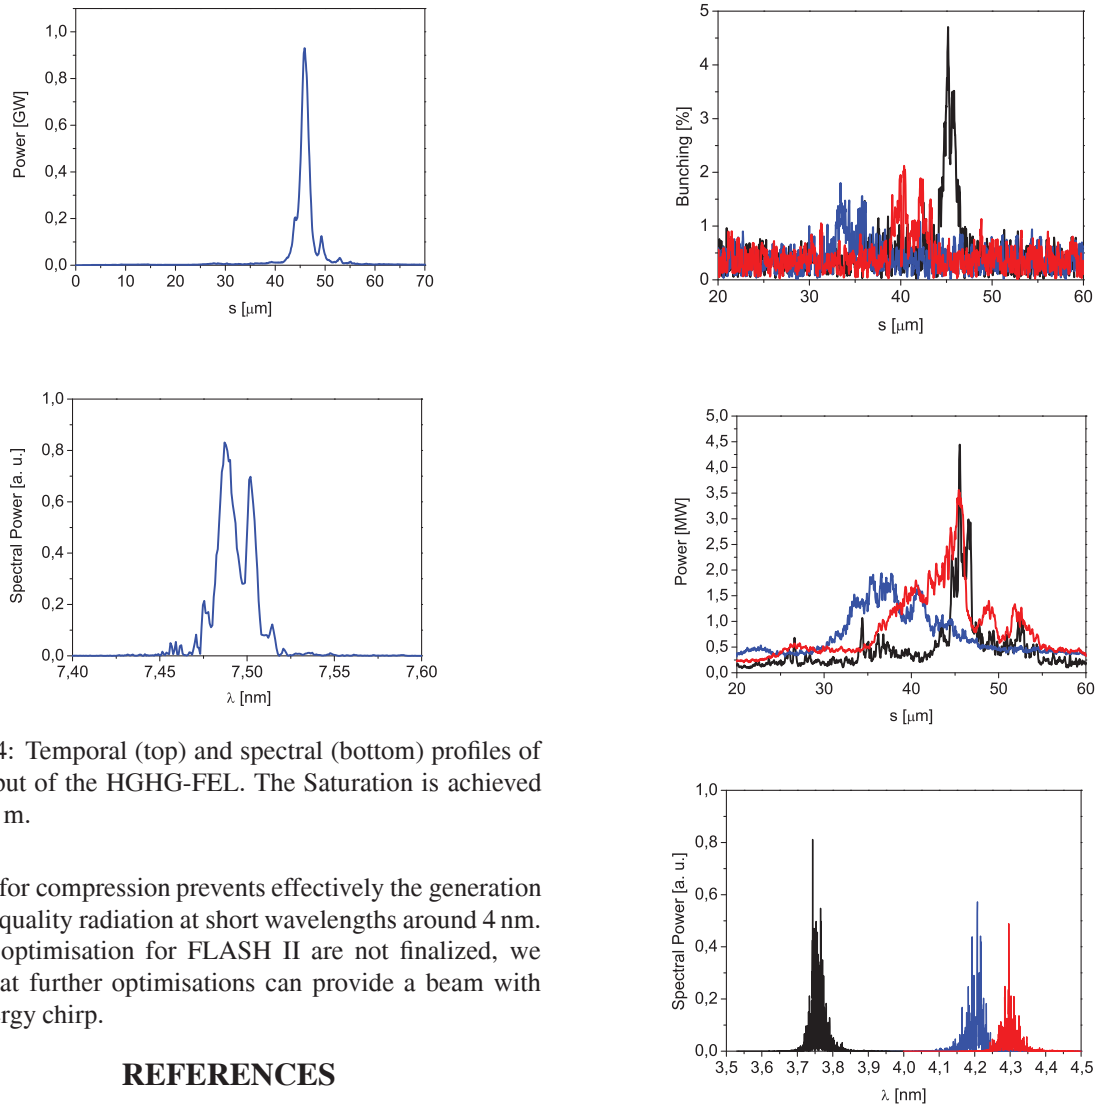 1,0
0,8
0,6
0,4
0,2
0,0
Power [GW]
0 10 20 30 40 50 60 70
s [μm]
1,0
0,8
0,6
0,4
0,2
0,0
Spectral Power [a. u.]
7,40 7,45 7,50 7,55 7,60
λ [nm]
4: Temporal (top) and spectral (bottom) profiles of
put of the HGHG-FEL. The Saturation is achieved
m.
for compression prevents effectively the generation
quality radiation at short wavelengths around 4 nm.
optimisation for FLASH II are not finalized, we
at further optimisations can provide a beam with
ergy chirp.
REFERENCES
5
4
3
2
1
0
Bunching [%]
20 30 40 50 60
s [μm]
5,0
4,5
4,0
3,5
3,0
2,5
2,0
1,5
1,0
0,5
0,0
Power [MW]
20 30 40 50 60
s [μm]
1,0
0,8
0,6
0,4
0,2
0,0
Spectral Power [a. u.]
3,5 3,6 3,7 3,8 3,9 4,0 4,1 4,2 4,3 4,4 4,5
λ [nm]